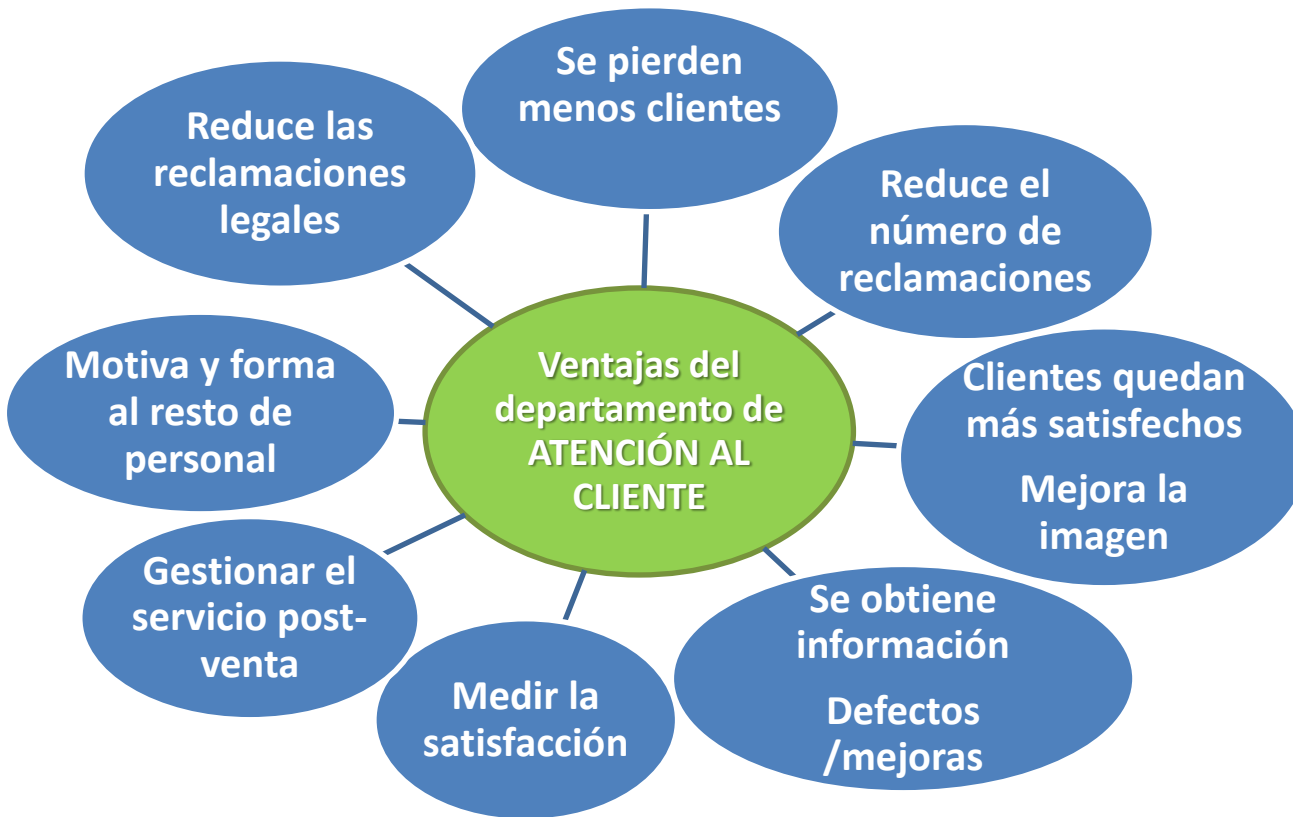 Ventajas del
departamento de
ATENCIÓN AL
CLIENTE
Se pierden
menos clientes
Reduce el
número de
reclamaciones
Clientes quedan
más satisfechos
Mejora la
imagen
Se obtiene
información
Defectos
/mejoras
Medir la
satisfacción
Gestionar el
servicio post-
venta
Motiva y forma
al resto de
personal
Reduce las
reclamaciones
legales